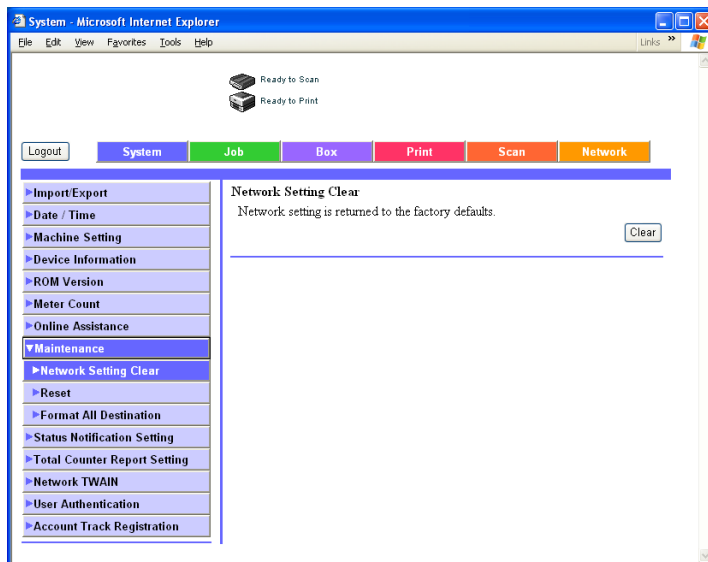 System - Microsoft Internet Explorer
File Edit View Favorites Tools Help
Links »
Ready to Scan
Ready to Print
Logout
System Job Box Print Scan Network
Import/Export
Date / Time
Machine Setting
Device Information
ROM Version
Meter Count
Online Assistance
Maintenance
Network Setting Clear
Reset
Format All Destination
Status Notification Setting
Total Counter Report Setting
Network TWAIN
User Authentication
Account Track Registration
Network Setting Clear
Network setting is returned to the factory defaults.
Clear